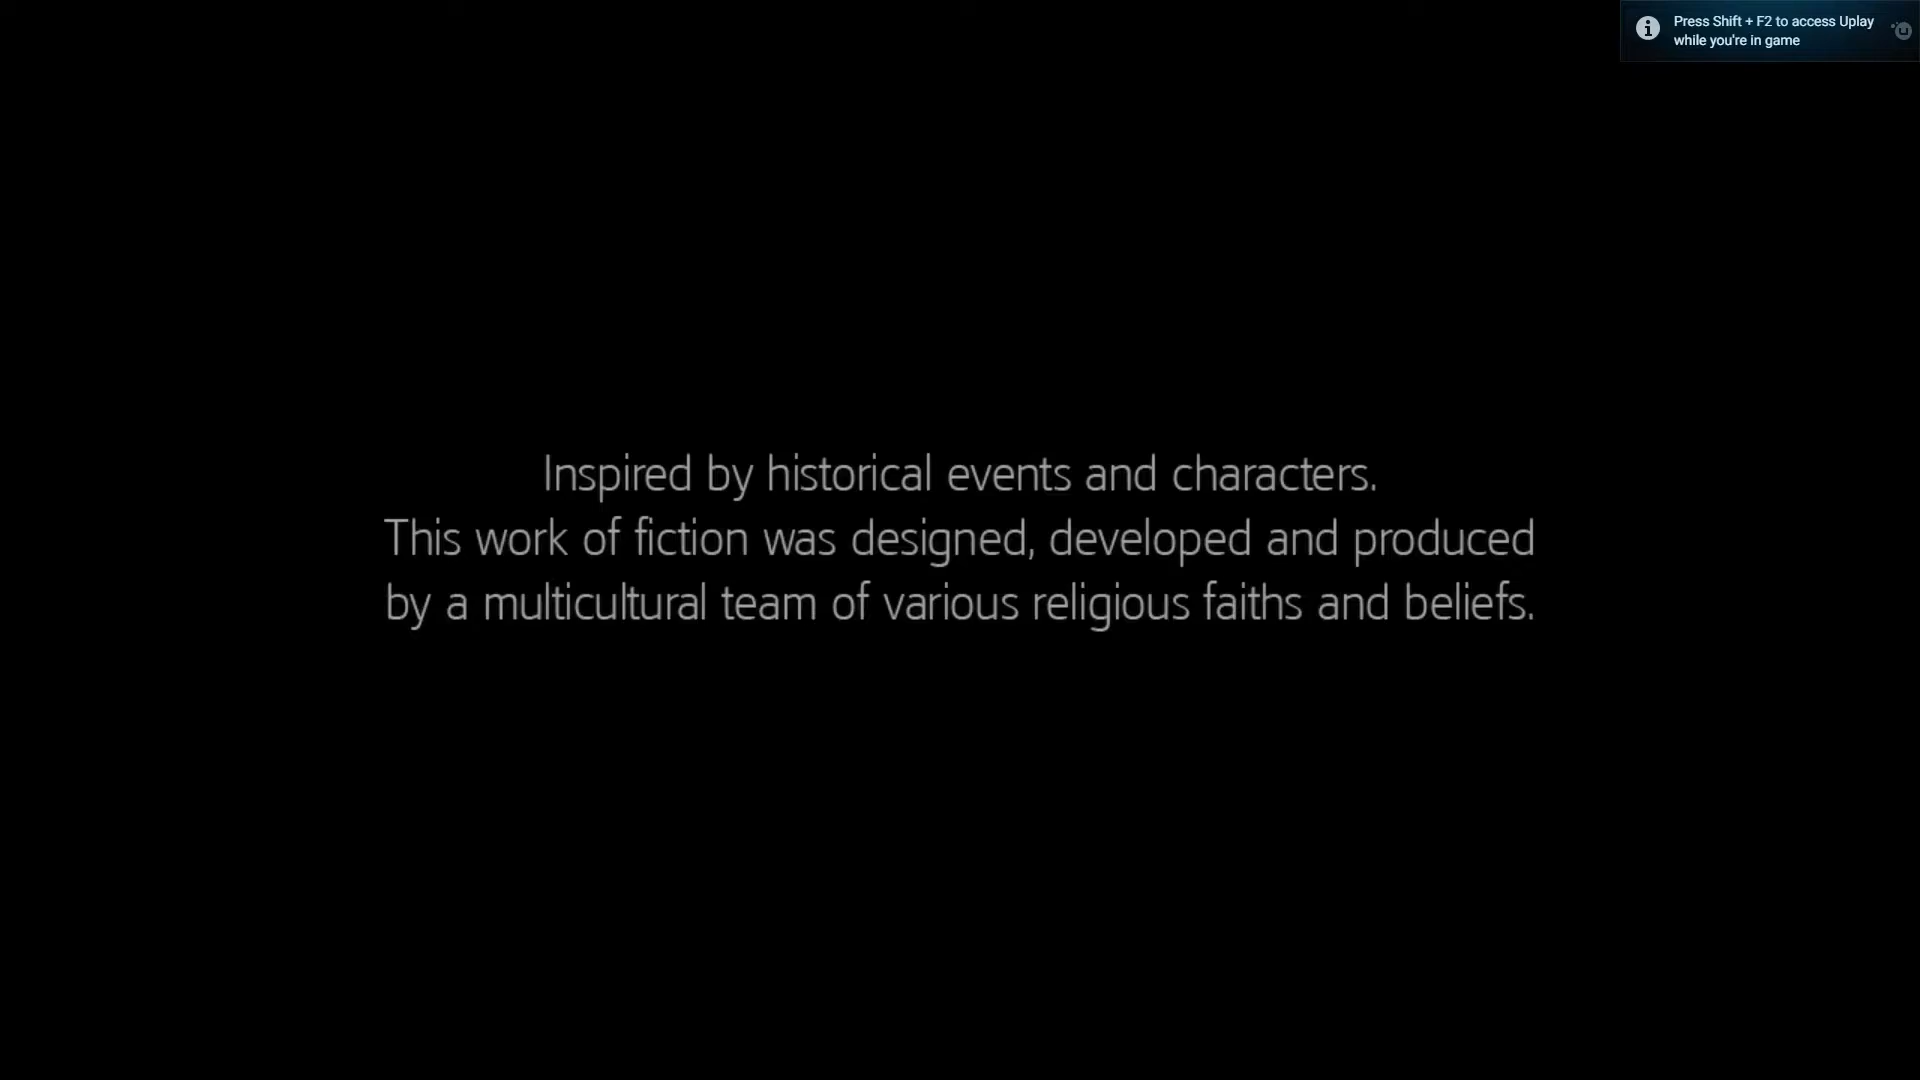 Press Shift + F2 to access Uplay
while you're in game
Inspired by historical events and characters.
This work of fiction was designed, developed and produced
by a multicultural team of various religious faiths and beliefs.